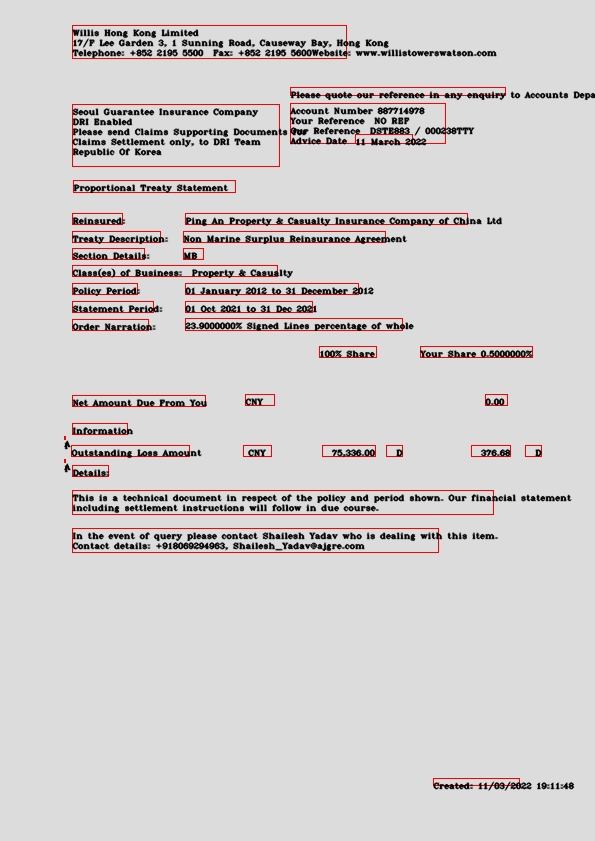 Willis Hong Kong Limited
17/F Lee Garden 3, 1 Sunning Road, Causeway Bay, Hong Kong
Telephone: +852 2195 5500 Fax: +852 2195 5600Website: www.willistowerswatson.com
Please quote our reference in any enquiry to Accounts Depa
Seoul Guarantee Insurance Company
DRI Enabled
Please send Claims Supporting Documents for
Claims Settlement only, to DRI Team
Republic Of Korea
Account Number 887714978
Your Reference NO REF
Our Reference DSTE883 / 000238TTY
Advice Date 11 March 2022
Proportional Treaty Statement
Reinsured: Ping An Property & Casualty Insurance Company of China Ltd
Treaty Description: Non Marine Surplus Reinsurance Agreement
Section Details: MB
Class(es) of Business: Property & Casualty
Policy Period: 01 January 2012 to 31 December 2012
Statement Period: 01 Oct 2021 to 31 Dec 2021
Order Narration: 23.9000000% Signed Lines percentage of whole
100% Share Your Share 0.5000000%
Net Amount Due From You CNY 0.00
Information
A
Outstanding Loss Amount CNY 75,336.00 D 376.68 D
A
Details:
This is a technical document in respect of the policy and period shown. Our financial statement
including settlement instructions will follow in due course.
In the event of query please contact Shailesh Yadav who is dealing with this item.
Contact details: +918069294963, Shailesh_Yadav@ajgre.com
Created: 11/03/2022 19:11:48